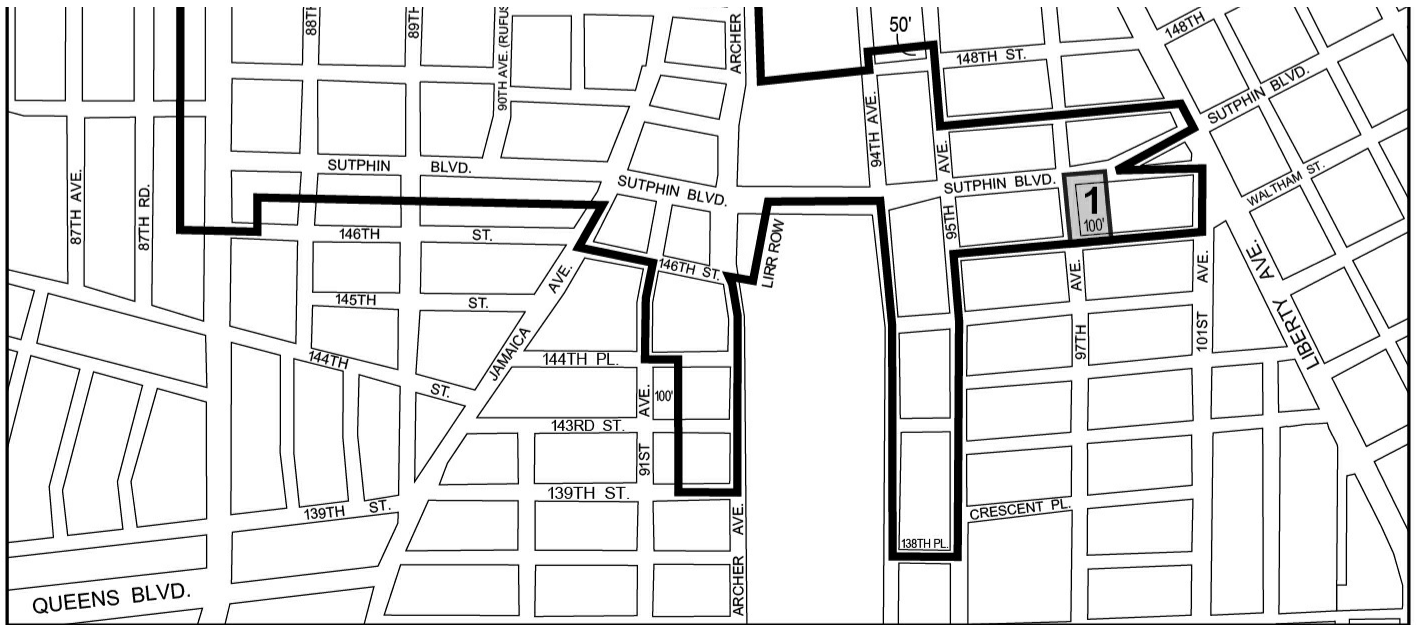 88TH
89TH
90TH AVE. (RUFUS
ARCHER
50'
148TH ST.
148TH
SUTPHIN BLVD.
94TH AVE.
AVE.
SUTPHIN BLVD.
SUTPHIN BLVD.
SUTPHIN BLVD.
WALTHAM ST.
87TH AVE.
87TH RD.
1
100'
95TH
146TH ST.
146TH ST.
LIRR ROW
AVE.
AVE.
AVE.
LIBERTY AVE.
145TH ST.
JAMAICA
144TH ST.
144TH PL.
97TH
101ST
AVE.
100'
143RD ST.
91ST
139TH ST.
139TH ST.
CRESCENT PL.
AVE.
138TH PL.
ARCHER
QUEENS BLVD.